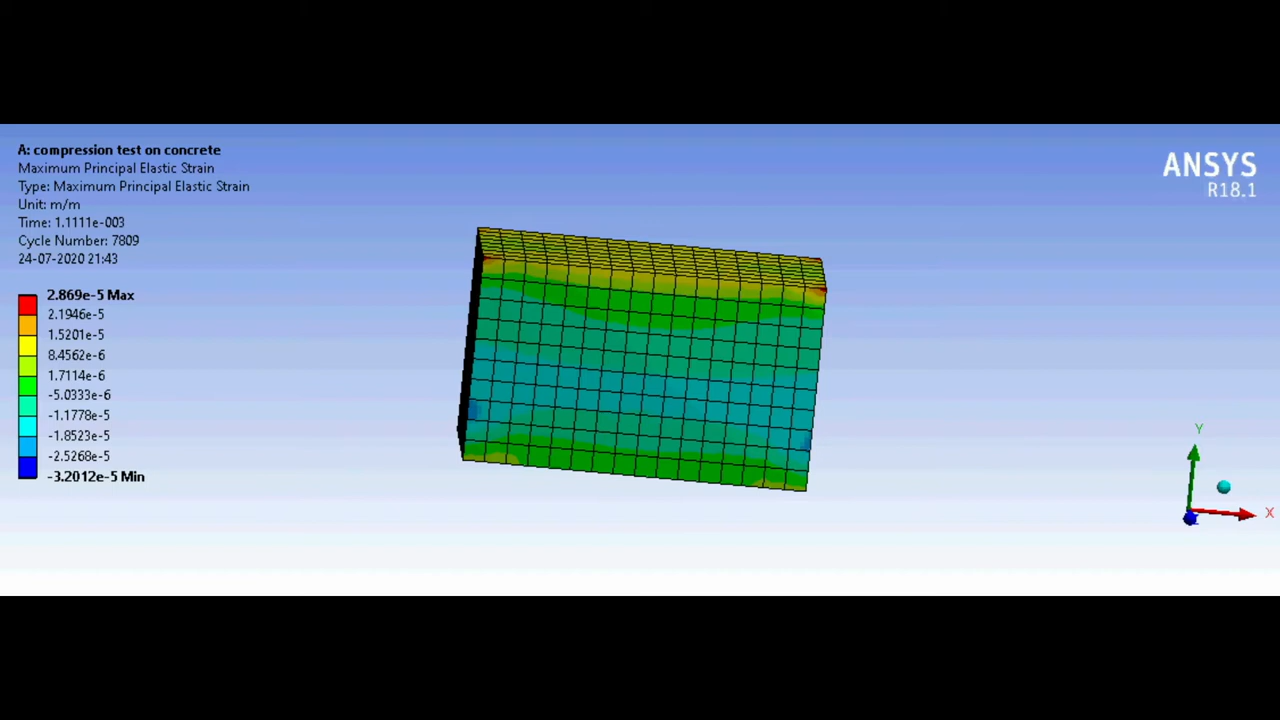 A: compression test on concrete
Maximum Principal Elastic Strain
Type: Maximum Principal Elastic Strain
Unit: m/m
Time: 1.1111e-003
Cycle Number: 7809
24-07-2020 21:43
2.869e-5 Max
2.1946e-5
1.5201e-5
8.4562e-6
1.7114e-6
-5.0333e-6
-1.1778e-5
-1.8523e-5
-2.5268e-5
-3.2012e-5 Min
ANSYS
R18.1
Y
X